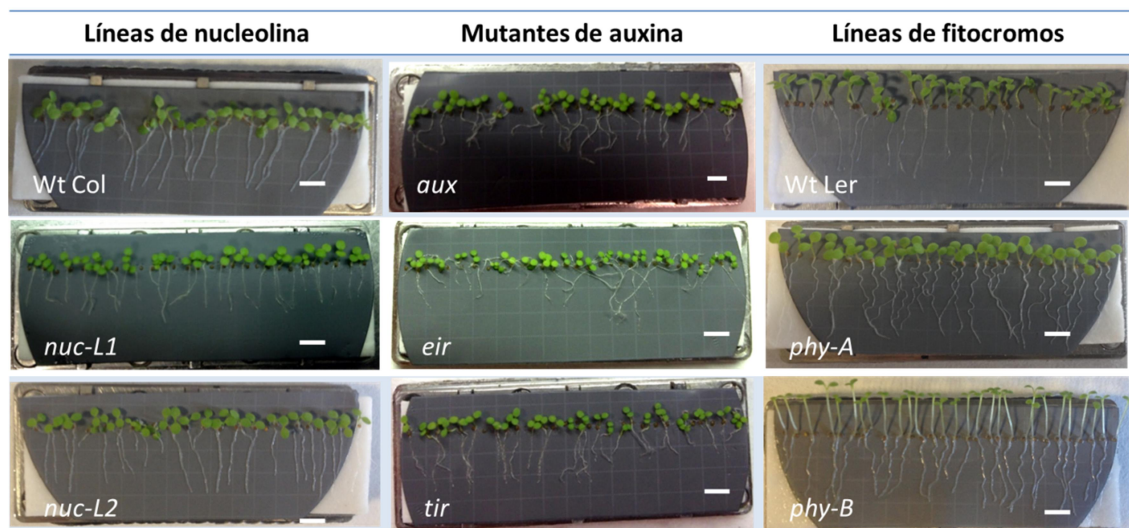 Líneas de nucleolina
Mutantes de auxina
Líneas de fitocromos
Wt Col
aux
Wt Ler
nuc-L1
eir
phy-A
nuc-L2
tir
phy-B